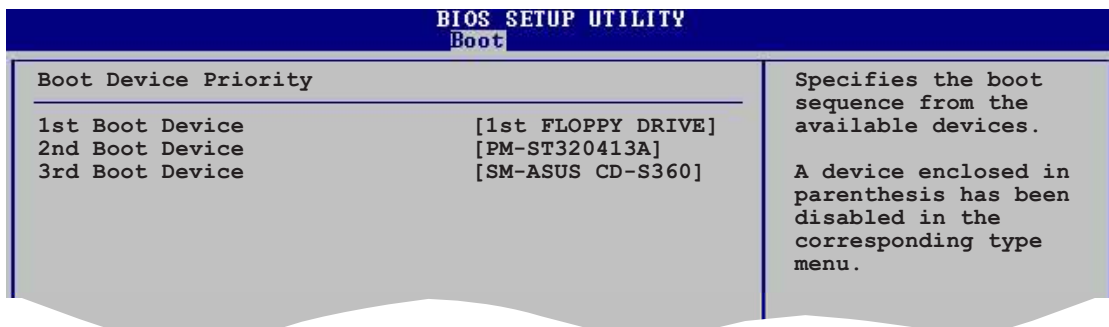 BIOS SETUP UTILITY
Boot
Boot Device Priority
1st Boot Device [1st FLOPPY DRIVE]
2nd Boot Device [PM-ST320413A]
3rd Boot Device [SM-ASUS CD-S360]
Specifies the boot
sequence from the
available devices.
A device enclosed in
parenthesis has been
disabled in the
corresponding type
menu.